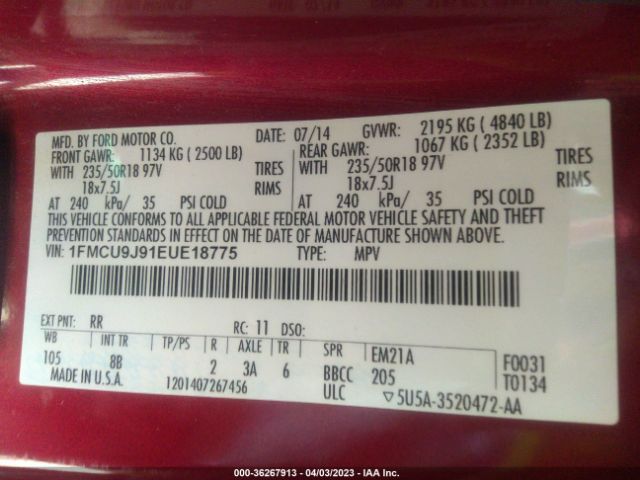 MFD. BY FORD MOTOR CO. DATE: 07/14 GVWR: 2195 KG ( 4840 LB)
FRONT GAWR: 1134 KG ( 2500 LB) REAR GAWR: 1067 KG ( 2352 LB)
WITH 235/50R18 97V TIRES WITH 235/50R18 97V TIRES
18x7.5J RIMS 18x7.5J RIMS
AT 240 kPa/ 35 PSI COLD AT 240 kPa/ 35 PSI COLD
THIS VEHICLE CONFORMS TO ALL APPLICABLE FEDERAL MOTOR VEHICLE SAFETY AND THEFT
PREVENTION STANDARDS IN EFFECT ON THE DATE OF MANUFACTURE SHOWN ABOVE.
VIN: 1FMCU9J91EUE18775 TYPE: MPV
EXT PNT: RR RC: 11 DSO:
WB INT TR TP/PS R AXLE TR SPR EM21A F0031
105 8B 2 3A 6 BBCC 205 T0134
MADE IN U.S.A. 1201407267456 ULC ▽5U5A-3520472-AA
000-36267913 - 04/03/2023 - IAA Inc.